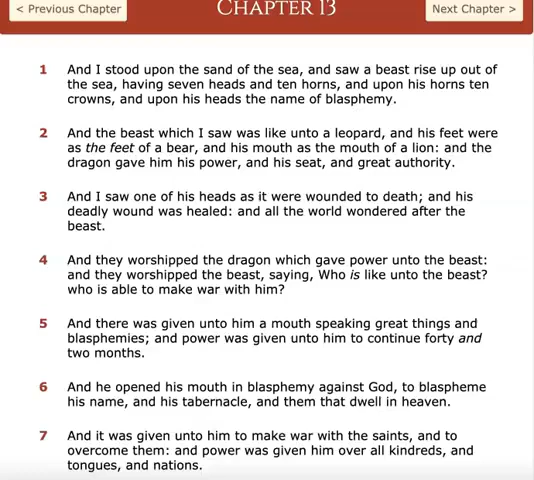 < Previous Chapter
CHAPTER 13
Next Chapter >
1 And I stood upon the sand of the sea, and saw a beast rise up out of
the sea, having seven heads and ten horns, and upon his horns ten
crowns, and upon his heads the name of blasphemy.
2 And the beast which I saw was like unto a leopard, and his feet were
as the feet of a bear, and his mouth as the mouth of a lion: and the
dragon gave him his power, and his seat, and great authority.
3 And I saw one of his heads as it were wounded to death; and his
deadly wound was healed: and all the world wondered after the
beast.
4 And they worshipped the dragon which gave power unto the beast:
and they worshipped the beast, saying, Who is like unto the beast?
who is able to make war with him?
5 And there was given unto him a mouth speaking great things and
blasphemies; and power was given unto him to continue forty and
two months.
6 And he opened his mouth in blasphemy against God, to blaspheme
his name, and his tabernacle, and them that dwell in heaven.
7 And it was given unto him to make war with the saints, and to
overcome them: and power was given him over all kindreds, and
tongues, and nations.